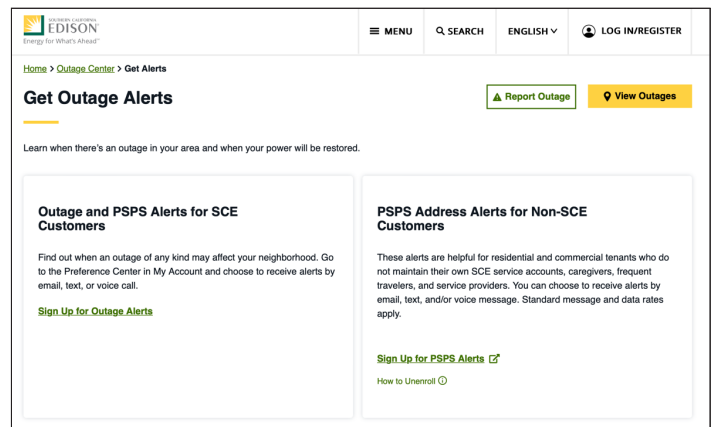 SOUTHERN CALIFORNIA
EDISON
Energy for What's Ahead™
MENU
SEARCH
ENGLISH
LOG IN/REGISTER
Home > Outage Center > Get Alerts
Get Outage Alerts
Report Outage
View Outages
Learn when there's an outage in your area and when your power will be restored.
Outage and PSPS Alerts for SCE
Customers
Find out when an outage of any kind may affect your neighborhood. Go
to the Preference Center in My Account and choose to receive alerts by
email, text, or voice call.
Sign Up for Outage Alerts
PSPS Address Alerts for Non-SCE
Customers
These alerts are helpful for residential and commercial tenants who do
not maintain their own SCE service accounts, caregivers, frequent
travelers, and service providers. You can choose to receive alerts by
email, text, and/or voice message. Standard message and data rates
apply.
Sign Up for PSPS Alerts
How to Unenroll